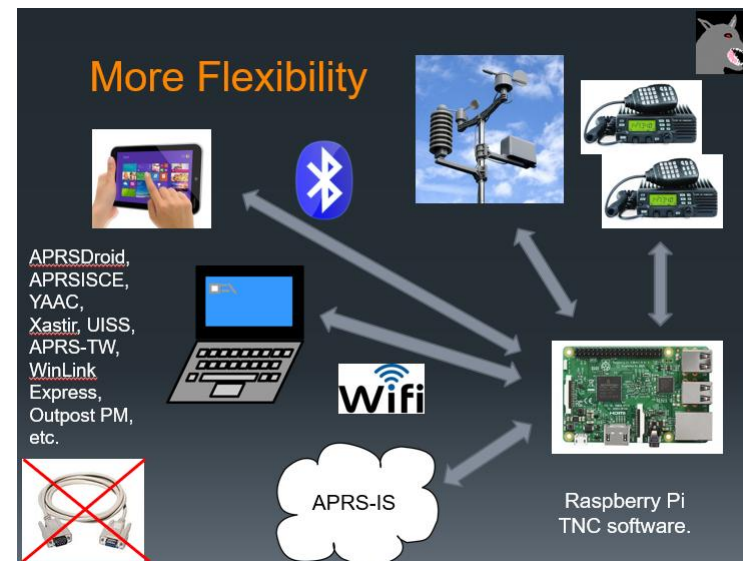 More Flexibility
APRSDroid,
APRSISCE,
YAAC,
Xastir, UISS,
APRS-TW,
WinLink
Express,
Outpost PM,
etc.
Wifi
APRS-IS
Raspberry Pi
TNC software.